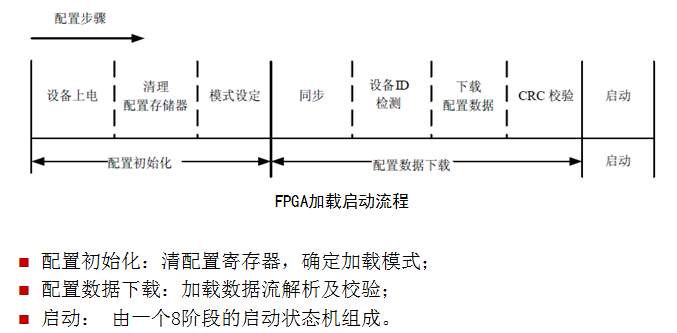 配置步骤
设备上电
清理
配置存储器
模式设定
同步
设备ID
检测
下载
配置数据
CRC 校验
启动
配置初始化
配置数据下载
启动
FPGA加载启动流程
■ 配置初始化：清配置寄存器，确定加载模式；
■ 配置数据下载：加载数据流解析及校验；
■ 启动： 由一个8阶段的启动状态机组成。